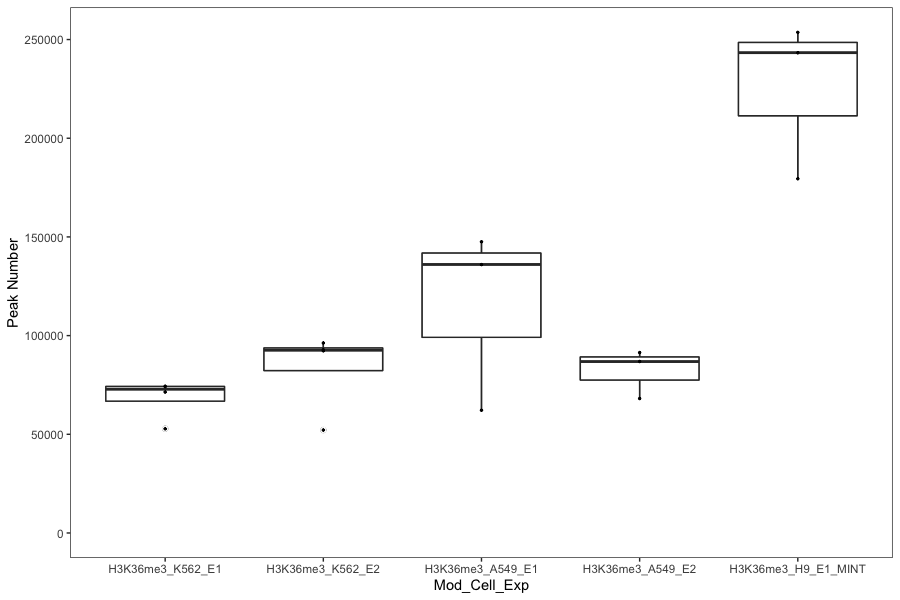 250000
200000
150000
100000
50000
0
Peak Number
H3K36me3_K562_E1 H3K36me3_K562_E2 H3K36me3_A549_E1 H3K36me3_A549_E2 H3K36me3_H9_E1_MINT
Mod_Cell_Exp